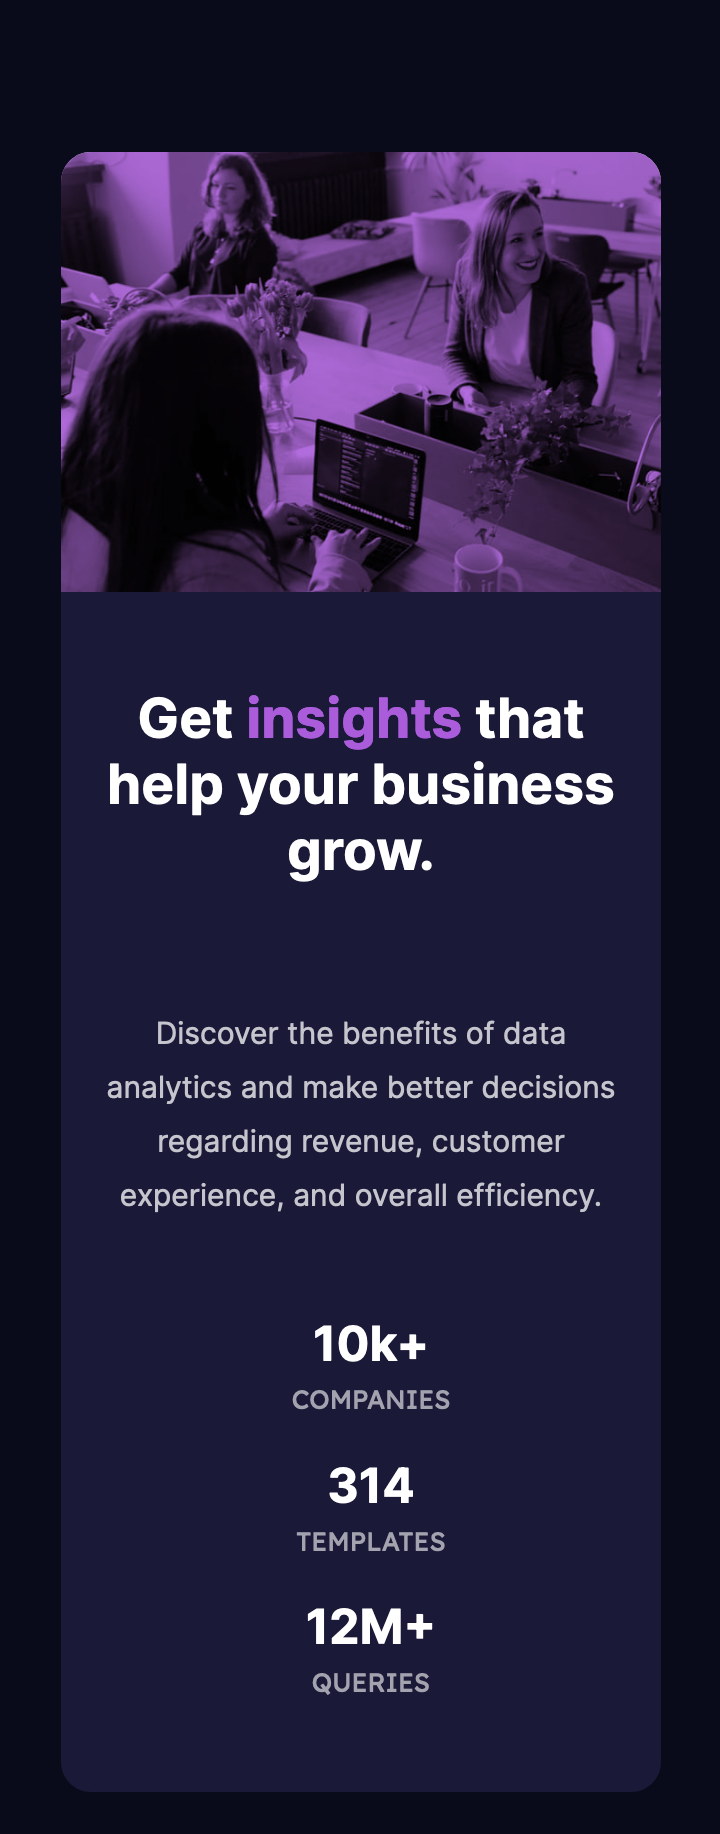 Get insights that
help your business
grow.
Discover the benefits of data
analytics and make better decisions
regarding revenue, customer
experience, and overall efficiency.
10k+
COMPANIES
314
TEMPLATES
12M+
QUERIES